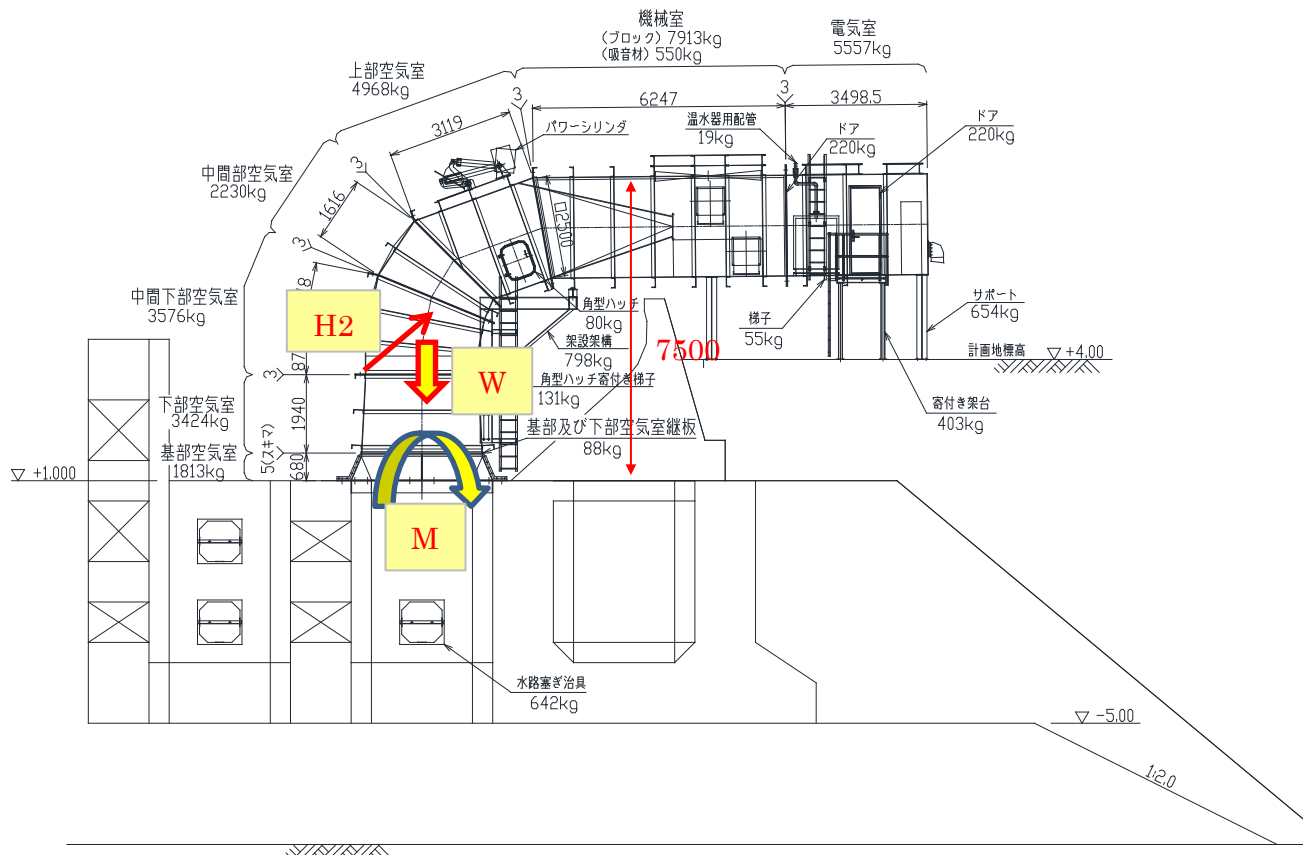 機械室
(ブロック) 7913kg
(吸音材) 550kg
電気室
5557kg
上部空気室
4968kg
3
3
6247
3498.5
3119
パワーシリンダ
温水器用配管
19kg
ドア
220kg
ドア
220kg
中間部空気室
2230kg
3
1616
3
□2500
中間下部空気室
3576kg
8
H2
角型ハッチ
80kg
架設架構
798kg
7500
梯子
55kg
サポート
654kg
計画地標高
▽ +4.00
87
W
3
角型ハッチ寄付き梯子
131kg
寄付き架台
403kg
下部空気室
3424kg
1940
基部空気室
1813kg
5(スキマ)
680
基部及び下部空気室継板
88kg
▽ +1.000
M
水路塞ぎ治具
642kg
▽ -5.00
1:2.0